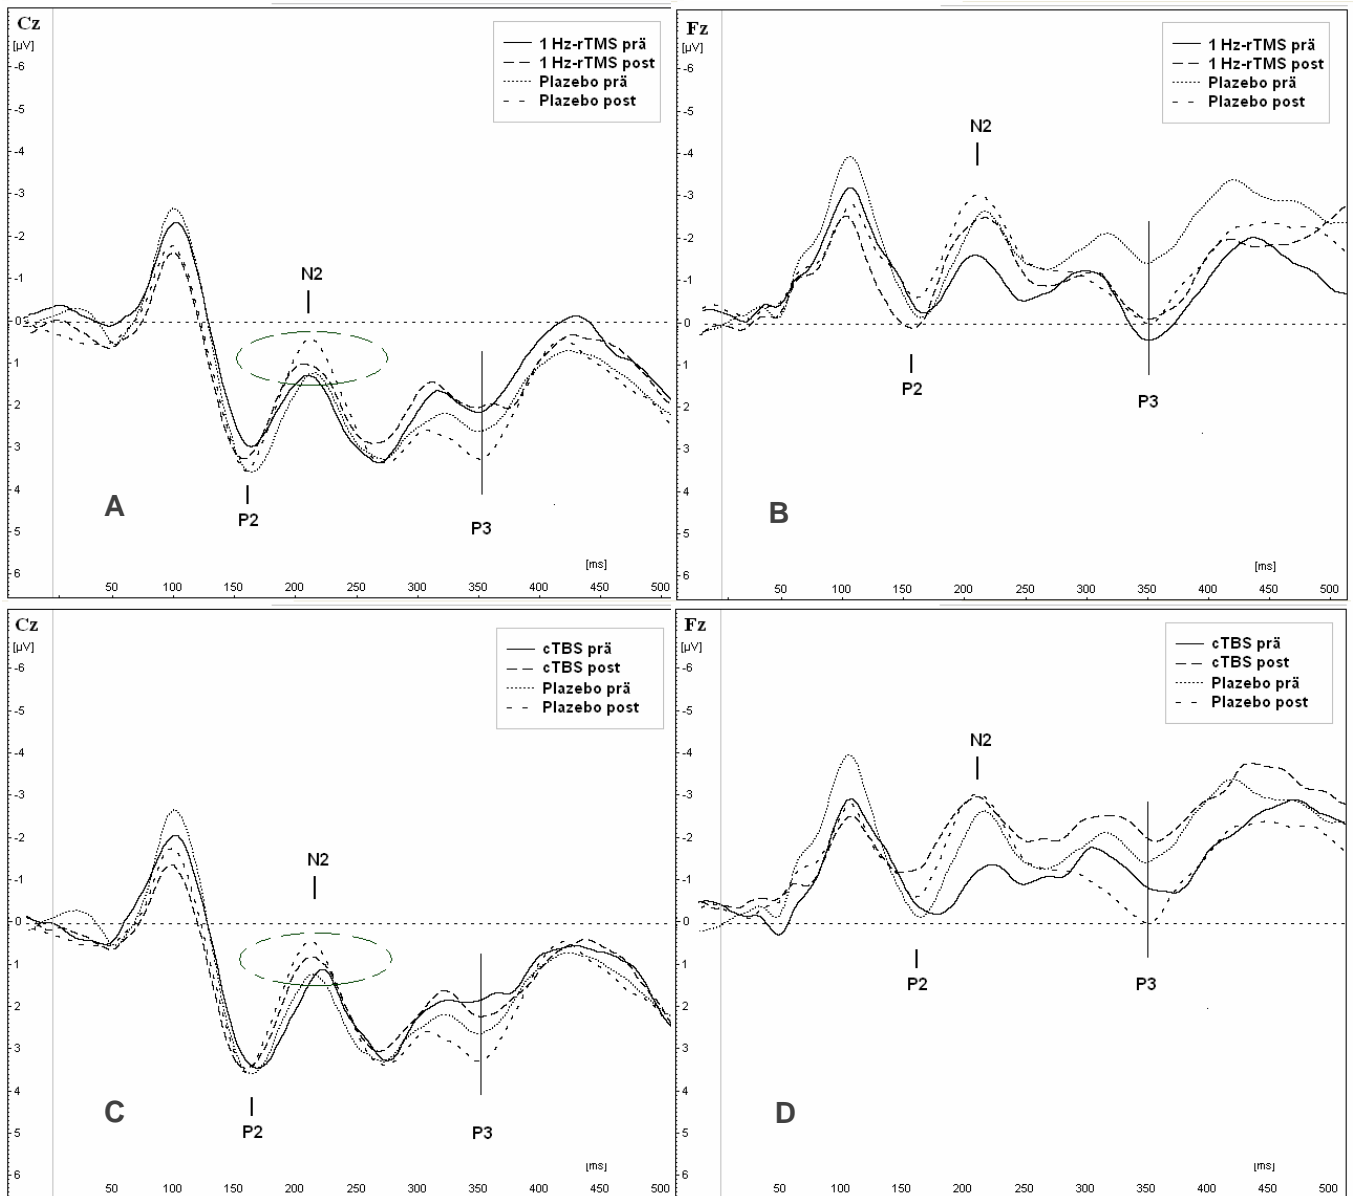 Cz
[µV]
1 Hz-rTMS prä
1 Hz-rTMS post
Plazebo prä
Plazebo post
-6
-5
-4
-3
-2
-1
0
1
2
3
4
5
6
N2
P2
P3
A
[ms]
50 100 150 200 250 300 350 400 450 500
Fz
[µV]
1 Hz-rTMS prä
1 Hz-rTMS post
Plazebo prä
Plazebo post
-6
-5
-4
-3
-2
-1
0
1
2
3
4
5
6
N2
P2
P3
B
[ms]
50 100 150 200 250 300 350 400 450 500
Cz
[µV]
cTBS prä
cTBS post
Plazebo prä
Plazebo post
-6
-5
-4
-3
-2
-1
0
1
2
3
4
5
6
N2
P2
P3
C
[ms]
50 100 150 200 250 300 350 400 450 500
Fz
[µV]
cTBS prä
cTBS post
Plazebo prä
Plazebo post
-6
-5
-4
-3
-2
-1
0
1
2
3
4
5
6
N2
P2
P3
D
[ms]
50 100 150 200 250 300 350 400 450 500